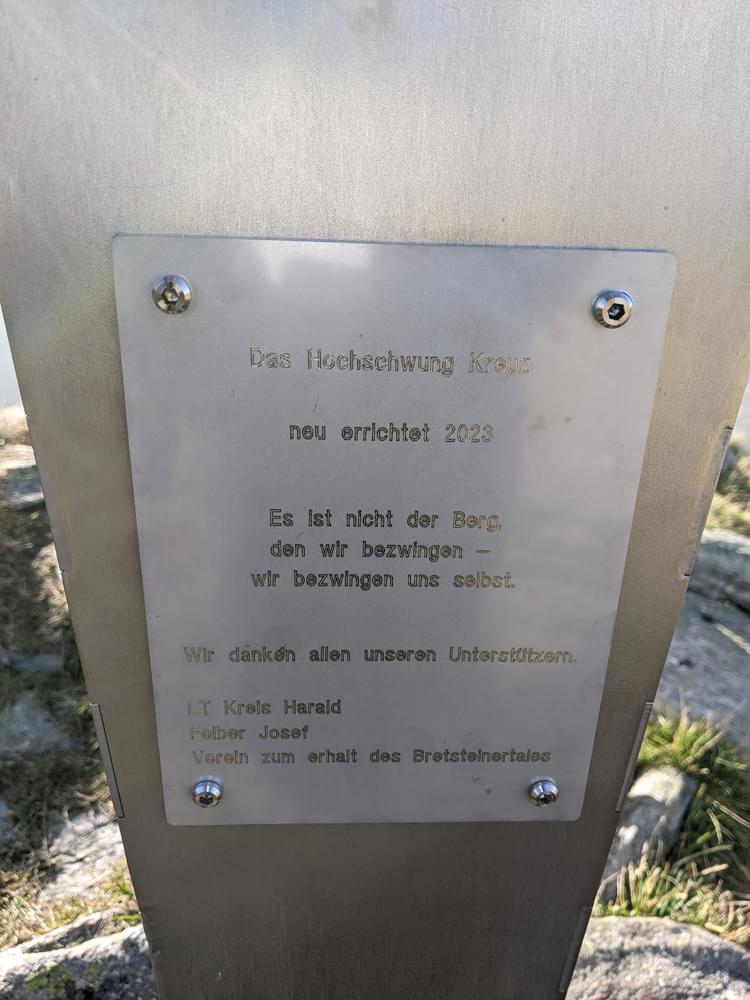 Das Hochschwung Kreuz
neu errichtet 2023
Es ist nicht der Berg,
den wir bezwingen –
wir bezwingen uns selbst.
Wir danken allen unseren Unterstützern.
LT Kreis Harald
Felber Josef
Verein zum erhalt des Bretsteinertales